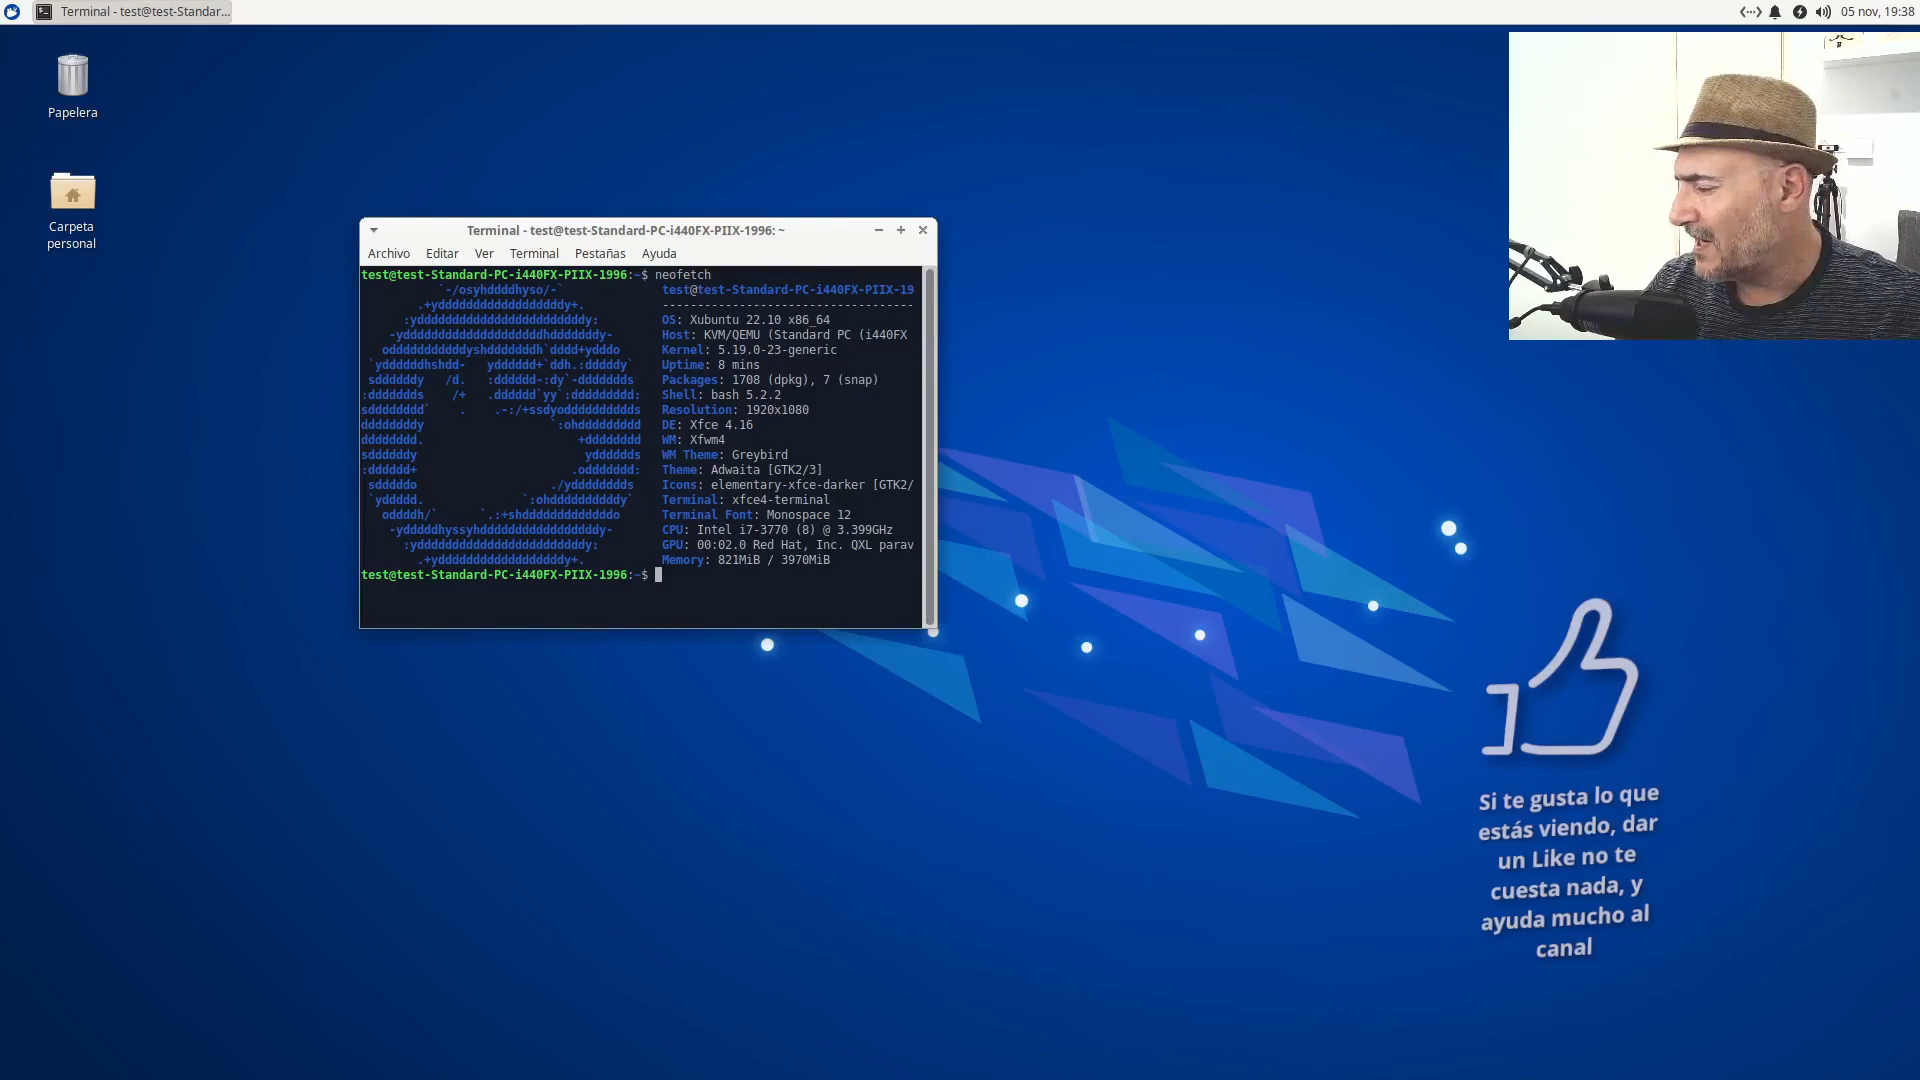 Terminal - test@test-Standar...
05 nov, 19:38
Papelera
Carpeta
personal
Terminal - test@test-Standard-PC-i440FX-PIIX-1996: ~
Archivo Editar Ver Terminal Pestañas Ayuda
test@test-Standard-PC-i440FX-PIIX-1996:~$ neofetch
test@test-Standard-PC-i440FX-PIIX-19
------------------------------------
OS: Xubuntu 22.10 x86_64
Host: KVM/QEMU (Standard PC (i440FX
Kernel: 5.19.0-23-generic
Uptime: 8 mins
Packages: 1708 (dpkg), 7 (snap)
Shell: bash 5.2.2
Resolution: 1920x1080
DE: Xfce 4.16
WM: Xfwm4
WM Theme: Greybird
Theme: Adwaita [GTK2/3]
Icons: elementary-xfce-darker [GTK2/
Terminal: xfce4-terminal
Terminal Font: Monospace 12
CPU: Intel i7-3770 (8) @ 3.399GHz
GPU: 00:02.0 Red Hat, Inc. QXL parav
Memory: 821MiB / 3970MiB
test@test-Standard-PC-i440FX-PIIX-1996:~$
Si te gusta lo que
estás viendo, dar
un Like no te
cuesta nada, y
ayuda mucho al
canal